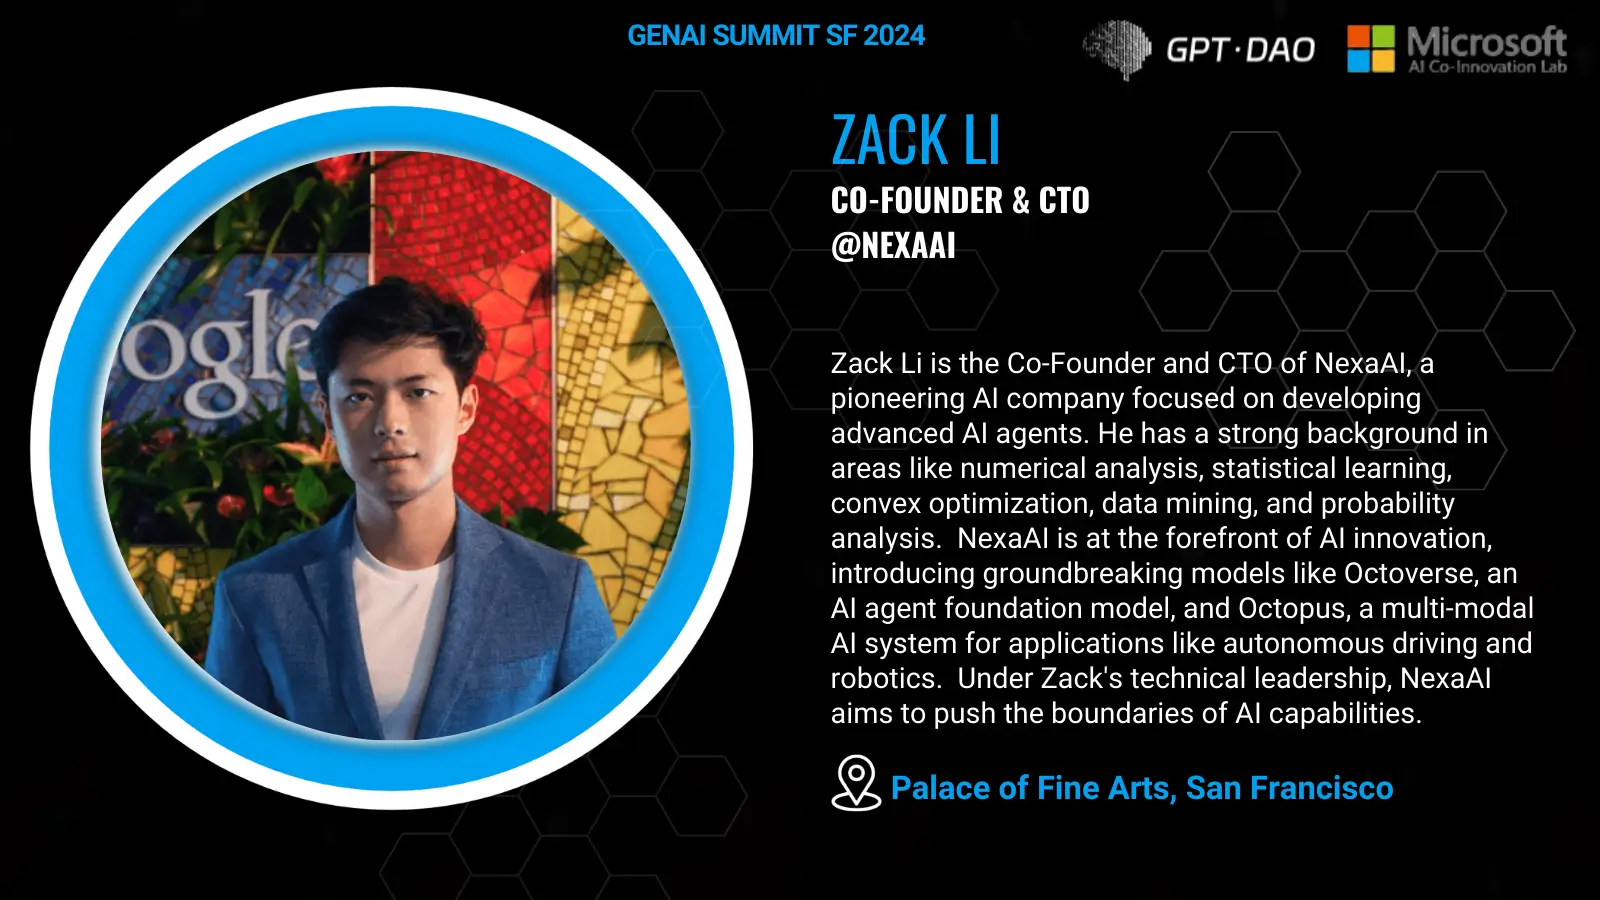 GENAI SUMMIT SF 2024
GPT·DAO
Microsoft
AI Co-Innovation Lab
ogle
ZACK LI
CO-FOUNDER & CTO
@NEXAAI
Zack Li is the Co-Founder and CTO of NexaAI, a
pioneering AI company focused on developing
advanced AI agents. He has a strong background in
areas like numerical analysis, statistical learning,
convex optimization, data mining, and probability
analysis.  NexaAI is at the forefront of AI innovation,
introducing groundbreaking models like Octoverse, an
AI agent foundation model, and Octopus, a multi-modal
AI system for applications like autonomous driving and
robotics.  Under Zack's technical leadership, NexaAI
aims to push the boundaries of AI capabilities.
Palace of Fine Arts, San Francisco